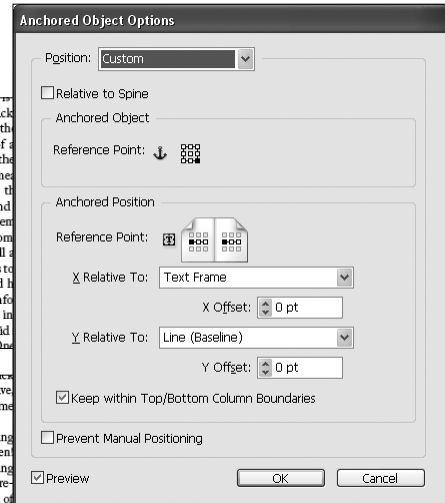 Anchored Object Options
Position: Custom
Relative to Spine
Anchored Object
Reference Point:
Anchored Position
Reference Point:
X Relative To: Text Frame
X Offset: 0 pt
Y Relative To: Line (Baseline)
Y Offset: 0 pt
Keep within Top/Bottom Column Boundaries
Prevent Manual Positioning
Preview OK Cancel